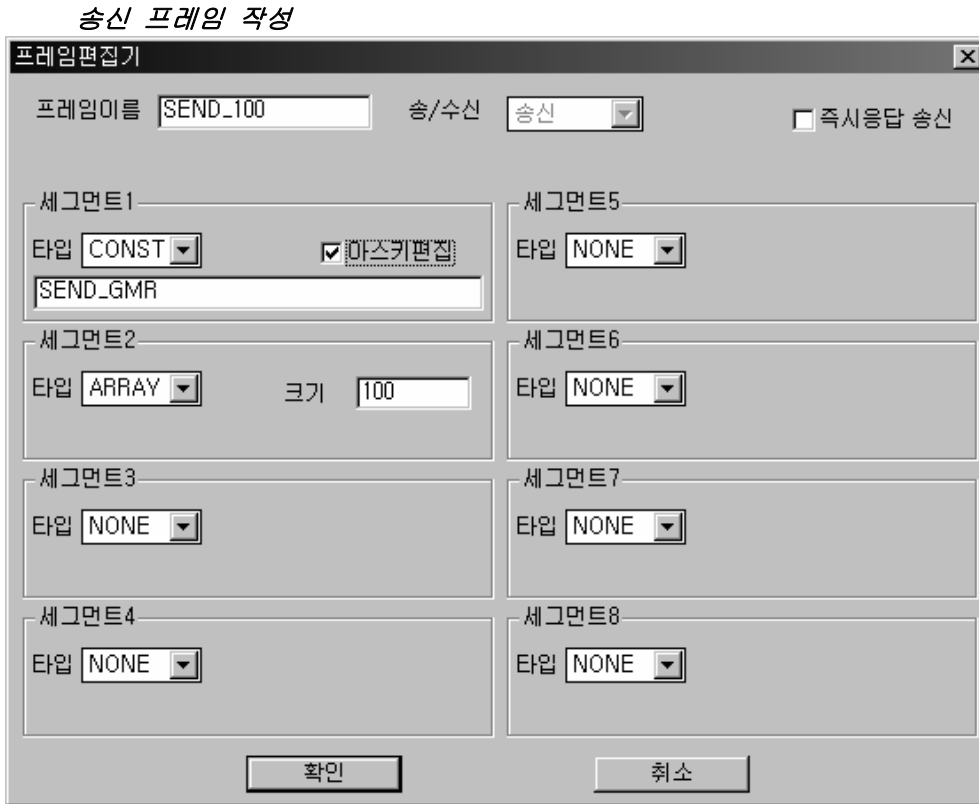 송신 프레임 작성
프레임편집기
프레임이름 SEND_100 송/수신 송신 즉시응답 송신
세그먼트1
타입 CONST 아스키편집
SEND_GMR
세그먼트2
타입 ARRAY 크기 100
세그먼트3
타입 NONE
세그먼트4
타입 NONE
세그먼트5
타입 NONE
세그먼트6
타입 NONE
세그먼트7
타입 NONE
세그먼트8
타입 NONE
확인 취소